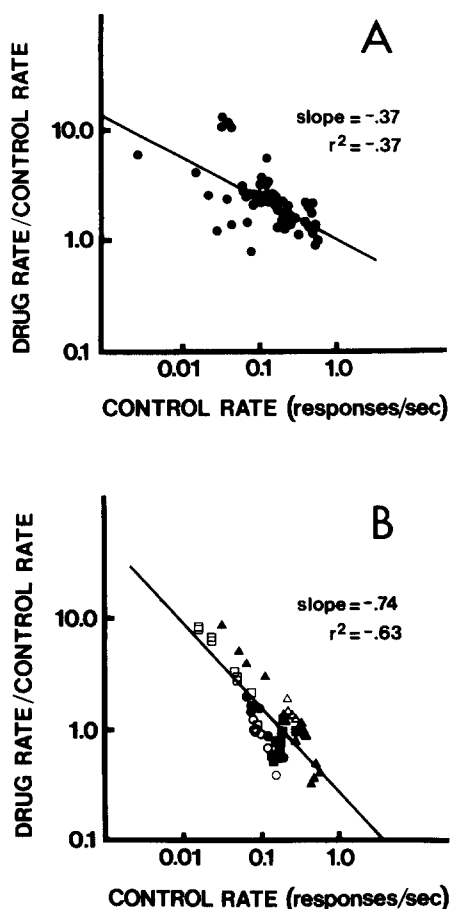 A
DRUG RATE/CONTROL RATE
slope = -.37
r² = -.37
10.0
1.0
0.1
0.01 0.1 1.0
CONTROL RATE (responses/sec)
B
DRUG RATE/CONTROL RATE
slope = -.74
r² = -.63
10.0
1.0
0.1
0.01 0.1 1.0
CONTROL RATE (responses/sec)